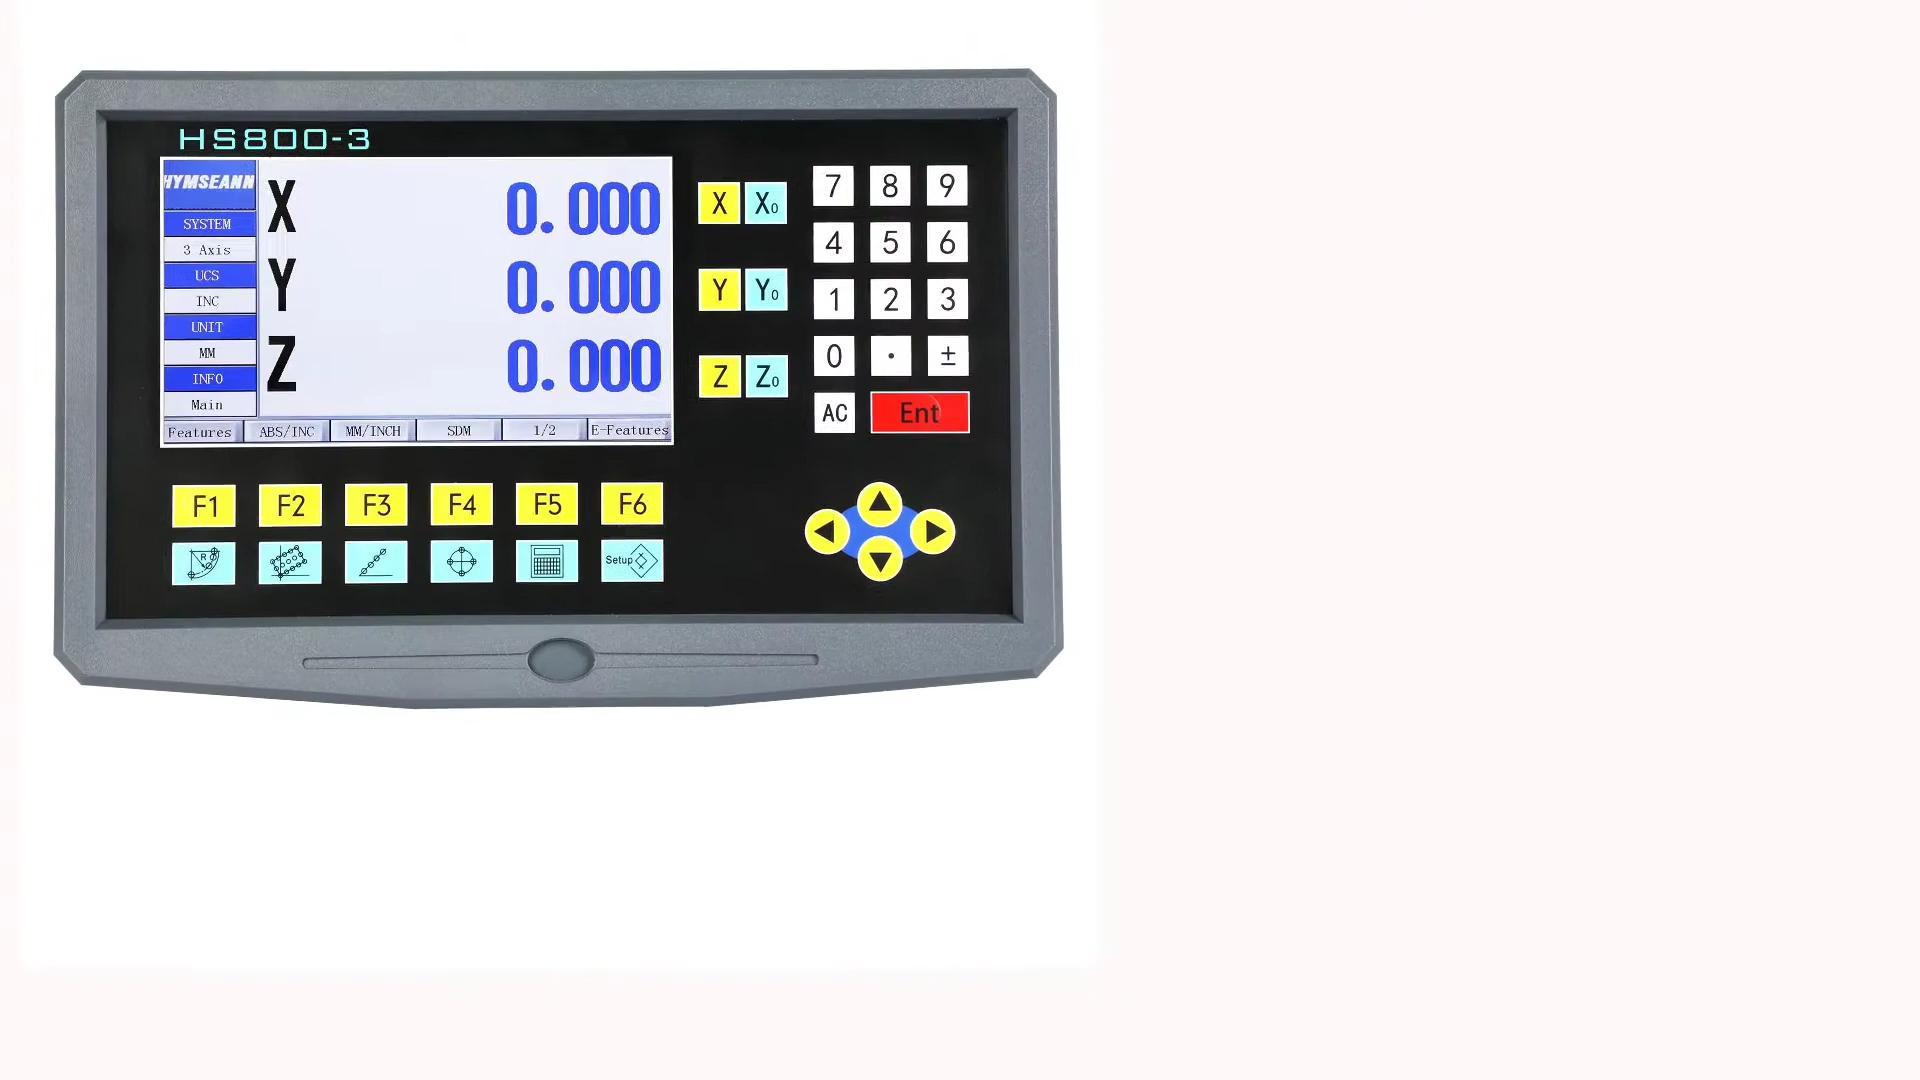 HS800-3
HYMSEANN
SYSTEM
3 Axis
UCS
INC
UNIT
MM
INFO
Main
X 0.000
Y 0.000
Z 0.000
Features ABS/INC MM/INCH SDM 1/2 E-Features
X X0
Y Y0
Z Z0
7 8 9
4 5 6
1 2 3
0 . ±
AC Ent
F1 F2 F3 F4 F5 F6
R
Setup